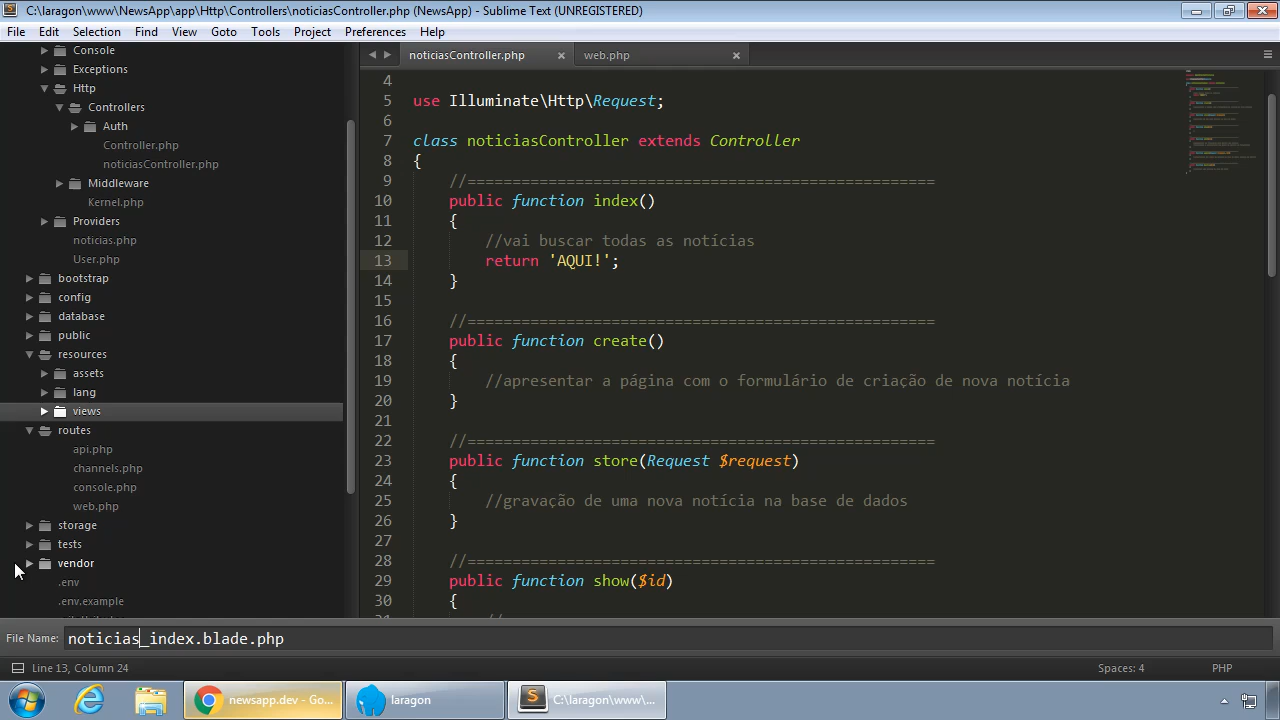 C:\laragon\www\NewsApp\app\Http\Controllers\noticiasController.php (NewsApp) - Sublime Text (UNREGISTERED)
File Edit Selection Find View Goto Tools Project Preferences Help
Console
Exceptions
Http
Controllers
Auth
Controller.php
noticiasController.php
Middleware
Kernel.php
Providers
noticias.php
User.php
bootstrap
config
database
public
resources
assets
lang
views
routes
api.php
channels.php
console.php
web.php
storage
tests
vendor
.env
.env.example
noticiasController.php × web.php ×
4
5 use Illuminate\Http\Request;
6
7 class noticiasController extends Controller
8 {
9 //====================================================
10 public function index()
11 {
12 //vai buscar todas as notícias
13 return 'AQUI!';
14 }
15
16 //====================================================
17 public function create()
18 {
19 //apresentar a página com o formulário de criação de nova notícia
20 }
21
22 //====================================================
23 public function store(Request $request)
24 {
25 //gravação de uma nova notícia na base de dados
26 }
27
28 //====================================================
29 public function show($id)
30 {
File Name: noticias_index.blade.php
Line 13, Column 24 Spaces: 4 PHP
newsapp.dev - Go... laragon C:\laragon\www\...